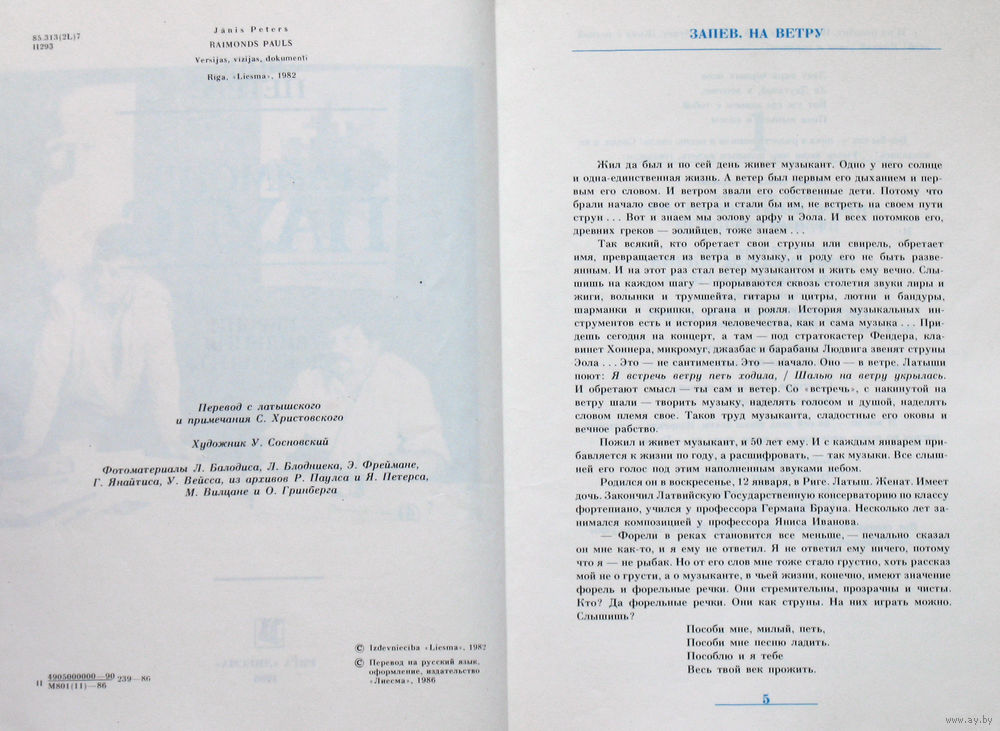 85.313(2L)7
П293
Jānis Peters
RAIMONDS PAULS
Versijas, vīzijas, dokumenti
Rīga, «Liesma», 1982
Перевод с латышского
и примечания С. Христовского
Художник У. Сосновский
Фотоматериалы Л. Балодиса, Л. Блодниека, Э. Фреймане,
Г. Янайтиса, У. Вейсса, из архивов Р. Паулса и Я. Петерса,
М. Вилцане и О. Гринберга
П 4905000000—90
М801(11)—86
239—86
© Izdevniecība «Liesma», 1982
© Перевод на русский язык,
оформление, издательство
«Лиесма», 1986
ЗАПЕВ. НА ВЕТРУ
Жил да был и по сей день живет музыкант. Одно у него солнце
и одна-единственная жизнь. А ветер был первым его дыханием и пер-
вым его словом. И ветром звали его собственные дети. Потому что
брали начало свое от ветра и стали бы им, не встреть на своем пути
струн . . . Вот и знаем мы эолову арфу и Эола. И всех потомков его,
древних греков — эолийцев, тоже знаем . . .
Так всякий, кто обретает свои струны или свирель, обретает
имя, превращается из ветра в музыку, и роду его не быть разве-
янным. И на этот раз стал ветер музыкантом и жить ему вечно. Слы-
шишь на каждом шагу — прорываются сквозь столетия звуки лиры и
жиги, волынки и трумшейта, гитары и цитры, лютни и бандуры,
шарманки и скрипки, органа и рояля. История музыкальных ин-
струментов есть и история человечества, как и сама музыка . . . При-
дешь сегодня на концерт, а там — под стратокастер Фендера, кла-
винет Хоннера, микромуг, джазбас и барабаны Людвига звенят струны
Эола . . . Это — не сантименты. Это — начало. Оно — в ветре. Латыши
поют: Я встречь ветру петь ходила, / Шалью на ветру укрылась.
И обретают смысл — ты сам и ветер. Со «встречь», с накинутой на
ветру шали — творить музыку, наделять голосом и душой, наделять
словом племя свое. Таков труд музыканта, сладостные его оковы и
вечное рабство.
Пожил и живет музыкант, и 50 лет ему. И с каждым январем при-
бавляется к жизни по году, а расшифровать, — так музыки. Все слыш-
ней его голос под этим наполненным звуками небом.
Родился он в воскресенье, 12 января, в Риге. Латыш. Женат. Имеет
дочь. Закончил Латвийскую Государственную консерваторию по классу
фортепиано, учился у профессора Германа Брауна. Несколько лет за-
нимался композицией у профессора Яниса Иванова.
— Форели в реках становится все меньше, — печально сказал
он мне как-то, и я ему не ответил. Я не ответил ему ничего, потому
что я — не рыбак. Но от его слов мне тоже стало грустно, хоть рассказ
мой не о грусти, а о музыканте, в чьей жизни, конечно, имеют значение
форель и форельные речки. Они стремительны, прозрачны и чисты.
Кто? Да форельные речки. Они как струны. На них играть можно.
Слышишь?
Пособи мне, милый, петь,
Пособи мне песню ладить.
Пособлю я и тебе
Весь твой век прожить.
5
www.ay.by